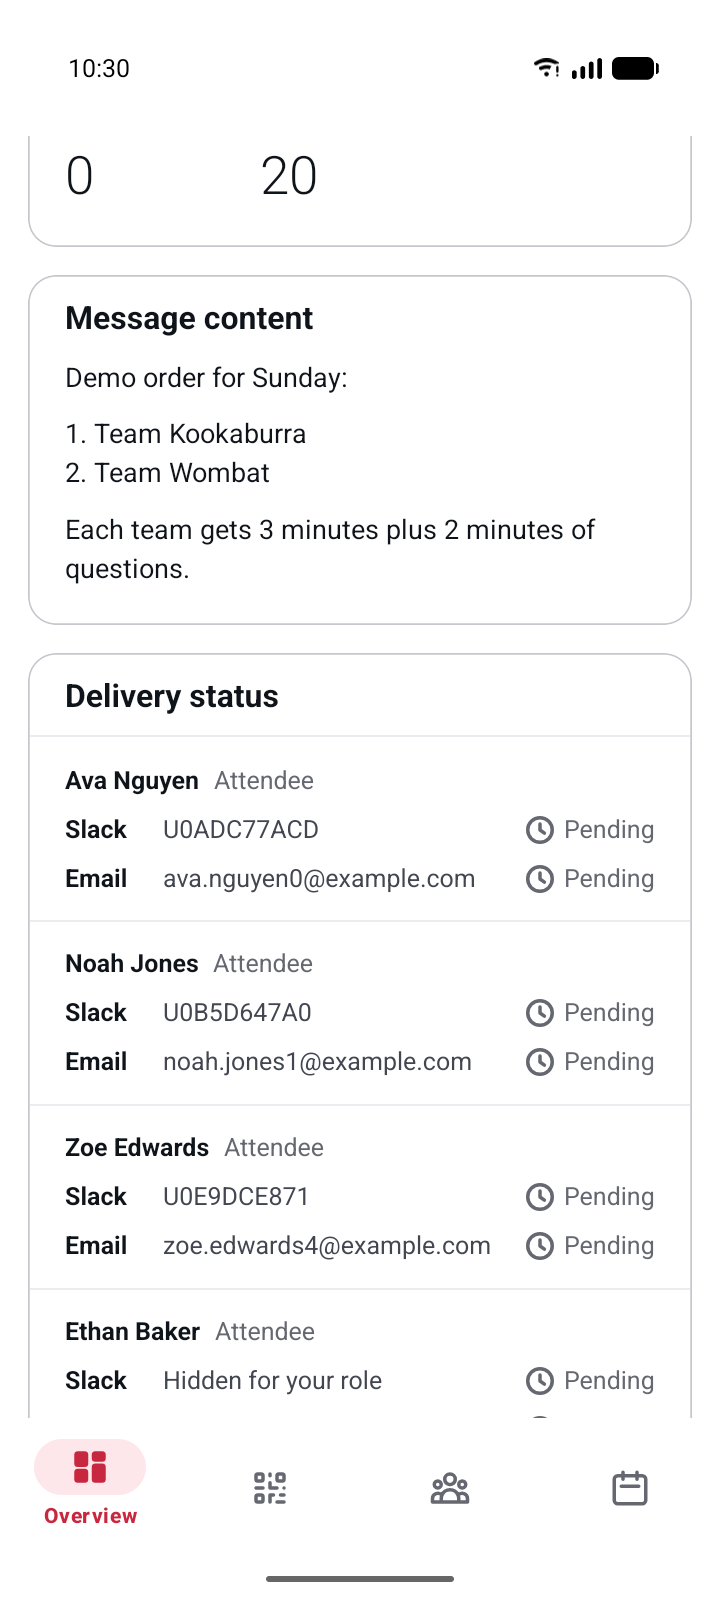 10:30
0 20
Message content
Demo order for Sunday:
1. Team Kookaburra
2. Team Wombat
Each team gets 3 minutes plus 2 minutes of
questions.
Delivery status
Ava Nguyen Attendee
Slack U0ADC77ACD Pending
Email ava.nguyen0@example.com Pending
Noah Jones Attendee
Slack U0B5D647A0 Pending
Email noah.jones1@example.com Pending
Zoe Edwards Attendee
Slack U0E9DCE871 Pending
Email zoe.edwards4@example.com Pending
Ethan Baker Attendee
Slack Hidden for your role Pending
Overview